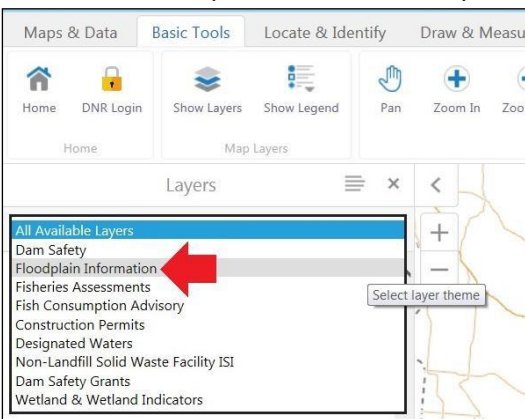 Maps & Data Basic Tools Locate & Identify Draw & Measu
Home DNR Login Show Layers Show Legend Pan Zoom In Zoo
Home Map Layers
Layers
All Available Layers
Dam Safety
Floodplain Information
Fisheries Assessments
Fish Consumption Advisory
Construction Permits
Designated Waters
Non-Landfill Solid Waste Facility ISI
Dam Safety Grants
Wetland & Wetland Indicators
Select layer theme